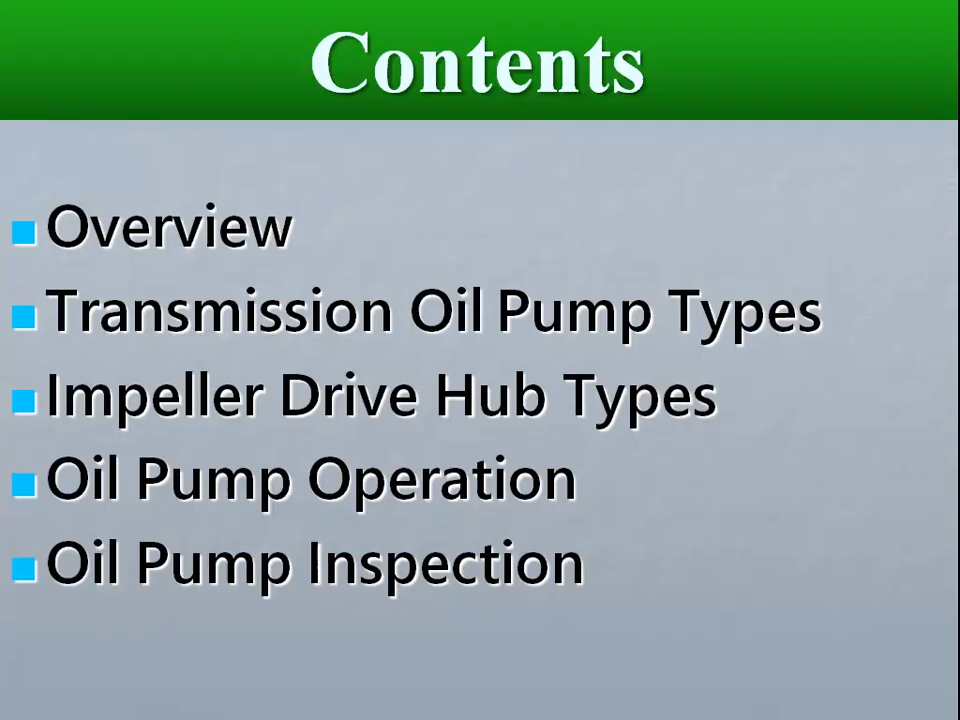 Contents
Overview
Transmission Oil Pump Types
Impeller Drive Hub Types
Oil Pump Operation
Oil Pump Inspection